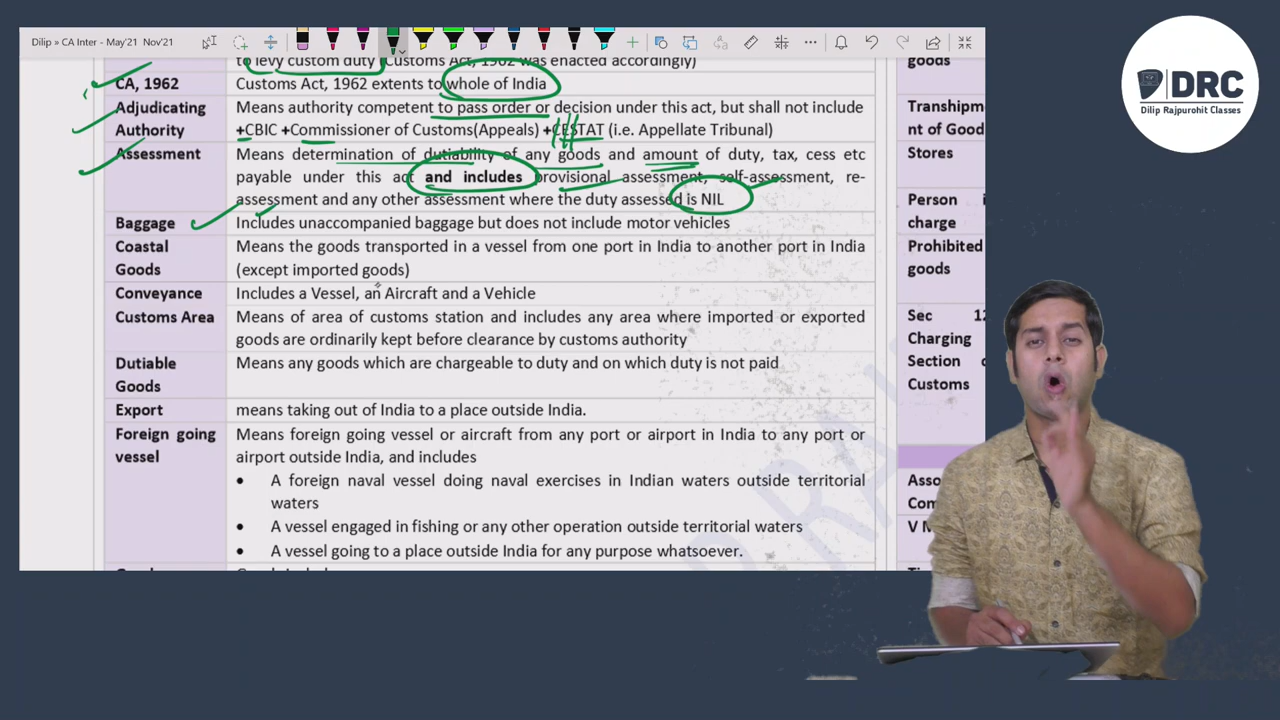 Dilip » CA Inter - May'21 Nov'21
DRC
Dilip Rajpurohit Classes
to levy custom duty (Customs Act, 1962 was enacted accordingly)
CA, 1962
Customs Act, 1962 extents to whole of India
Adjudicating
Authority
Means authority competent to pass order or decision under this act, but shall not include
+CBIC +Commissioner of Customs(Appeals) +CESTAT (i.e. Appellate Tribunal)
Assessment
Means determination of dutiability of any goods and amount of duty, tax, cess etc
payable under this act and includes provisional assessment, self-assessment, re-
assessment and any other assessment where the duty assessed is NIL
Baggage
Includes unaccompanied baggage but does not include motor vehicles
Coastal
Goods
Means the goods transported in a vessel from one port in India to another port in India
(except imported goods)
Conveyance
Includes a Vessel, an Aircraft and a Vehicle
Customs Area
Means of area of customs station and includes any area where imported or exported
goods are ordinarily kept before clearance by customs authority
Dutiable
Goods
Means any goods which are chargeable to duty and on which duty is not paid
Export
means taking out of India to a place outside India.
Foreign going
vessel
Means foreign going vessel or aircraft from any port or airport in India to any port or
airport outside India, and includes
• A foreign naval vessel doing naval exercises in Indian waters outside territorial
waters
• A vessel engaged in fishing or any other operation outside territorial waters
• A vessel going to a place outside India for any purpose whatsoever.
goods
Transhipm
nt of Good
Stores
Person i
charge
Prohibited
goods
Sec 12
Charging
Section o
Customs
Asso
Com
V M